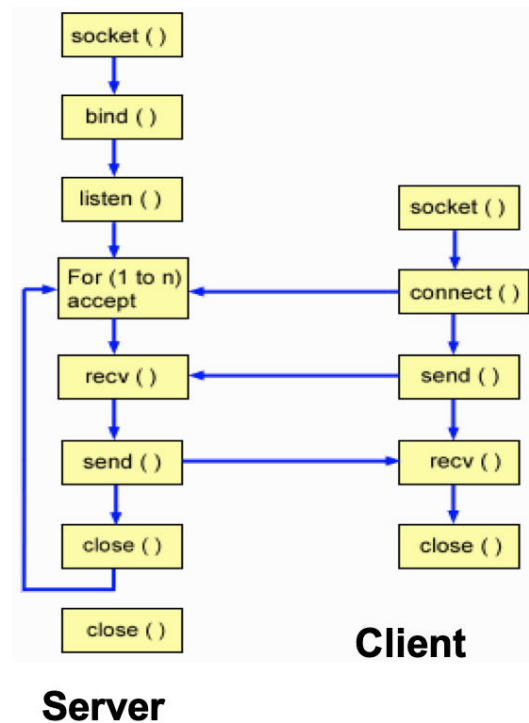 socket ( )
bind ( )
listen ( )
For (1 to n)
accept
recv ( )
send ( )
close ( )
close ( )
Server
socket ( )
connect ( )
send ( )
recv ( )
close ( )
Client